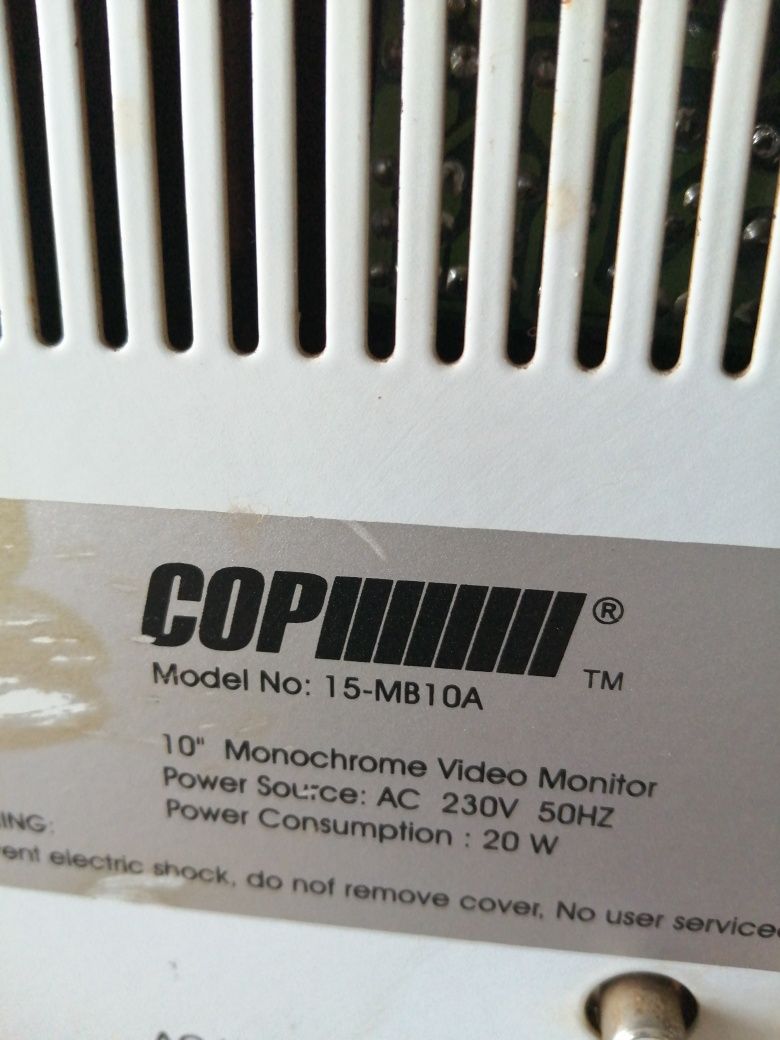 COP ®
TM
Model No: 15-MB10A
10" Monochrome Video Monitor
Power Source: AC 230V 50HZ
Power Consumption : 20 W
electric shock, do not remove cover, No user